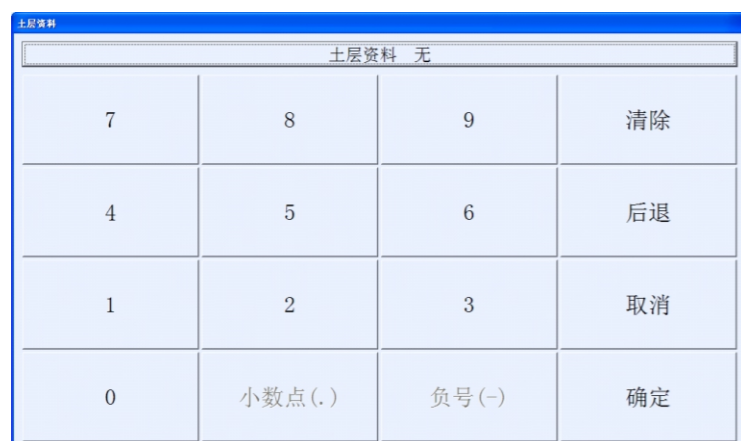 土层资料
土层资料 无
7 8 9 清除
4 5 6 后退
1 2 3 取消
0 小数点(.) 负号(-) 确定